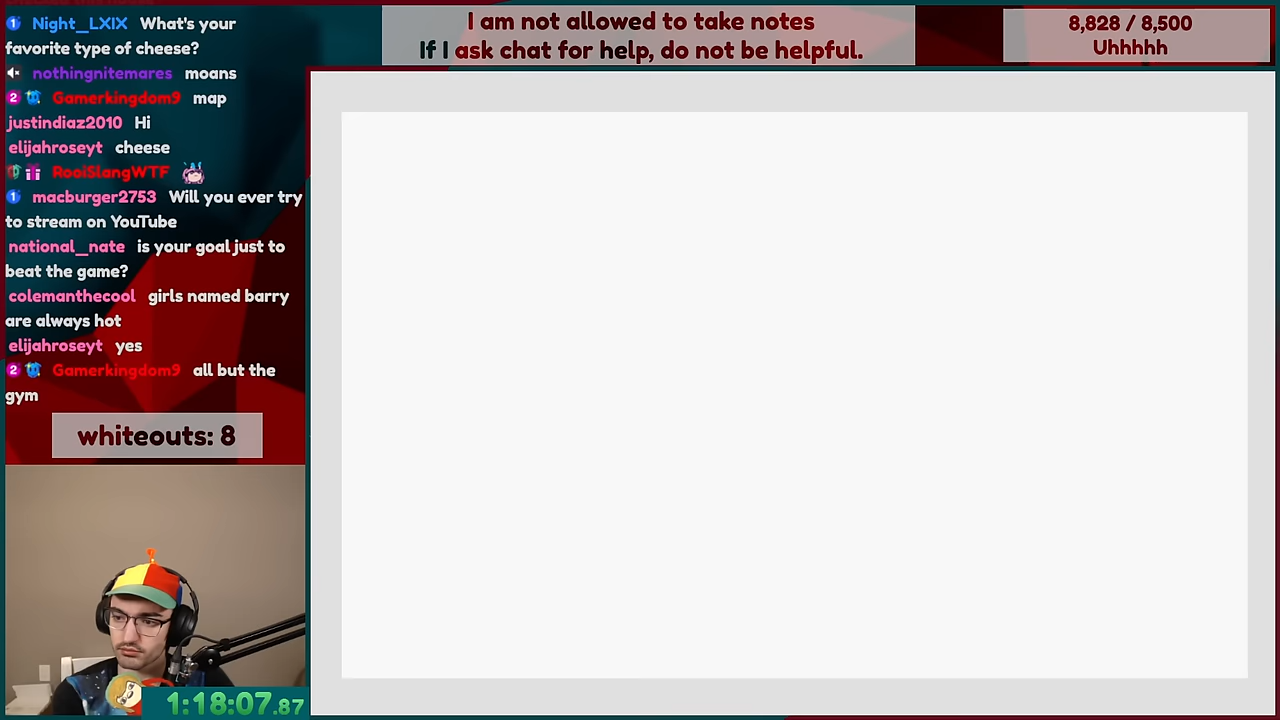 Night__LXIX What's your
favorite type of cheese?
nothingnitemares moans
Gamerkingdom9 map
justindiaz2010 Hi
elijahroseyt cheese
RooiSlangWTF
macburger2753 Will you ever try
to stream on YouTube
national_nate is your goal just to
beat the game?
colemanthecool girls named barry
are always hot
elijahroseyt yes
Gamerkingdom9 all but the
gym
whiteouts: 8
1:18:07.87
I am not allowed to take notes
If I ask chat for help, do not be helpful.
8,828 / 8,500
Uhhhhh